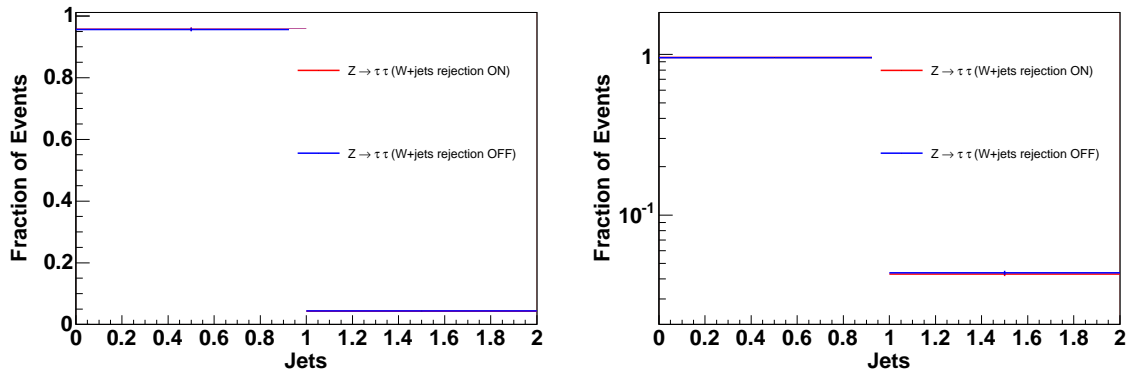 Fraction of Events
1
0.8
0.6
0.4
0.2
0
Z → τ τ (W+jets rejection ON)
Z → τ τ (W+jets rejection OFF)
0 0.2 0.4 0.6 0.8 1 1.2 1.4 1.6 1.8 2
Jets
Fraction of Events
1
10^-1
Z → τ τ (W+jets rejection ON)
Z → τ τ (W+jets rejection OFF)
0 0.2 0.4 0.6 0.8 1 1.2 1.4 1.6 1.8 2
Jets